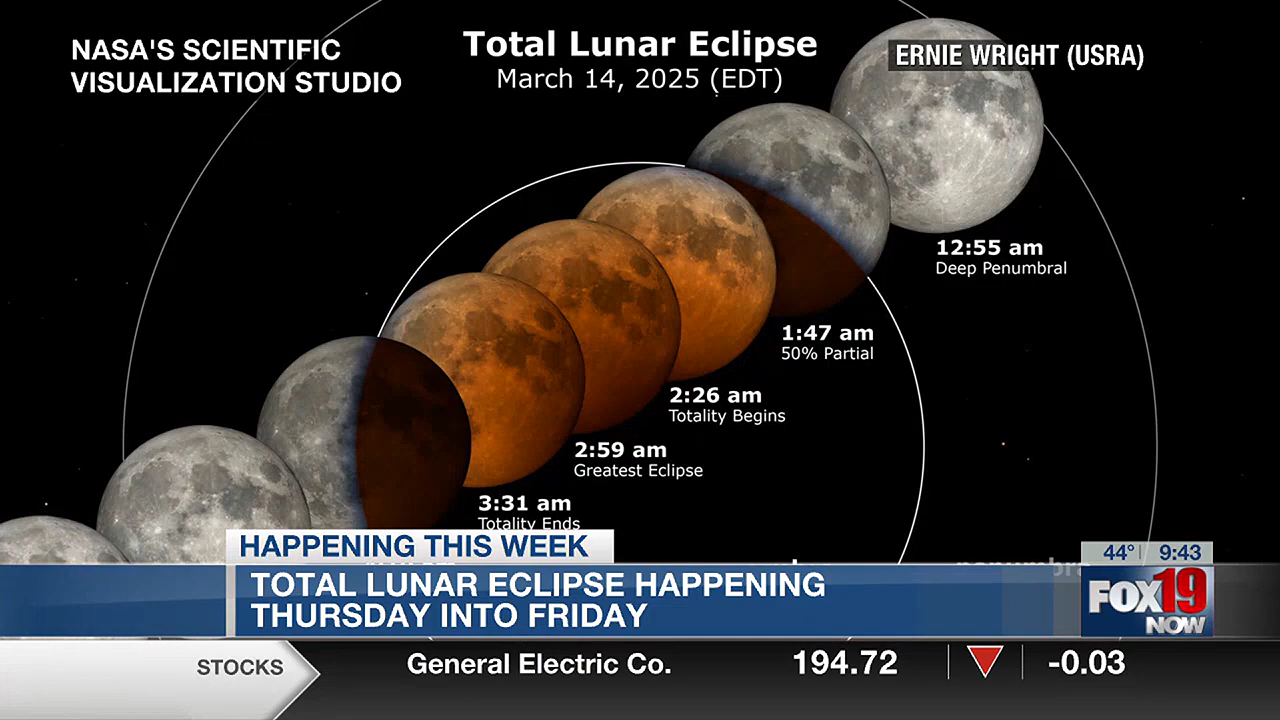 NASA'S SCIENTIFIC
VISUALIZATION STUDIO
Total Lunar Eclipse
March 14, 2025 (EDT)
ERNIE WRIGHT (USRA)
12:55 am
Deep Penumbral
1:47 am
50% Partial
2:26 am
Totality Begins
2:59 am
Greatest Eclipse
3:31 am
Totality Ends
HAPPENING THIS WEEK
TOTAL LUNAR ECLIPSE HAPPENING
THURSDAY INTO FRIDAY
44° 9:43
FOX19
NOW
STOCKS General Electric Co. 194.72 -0.03